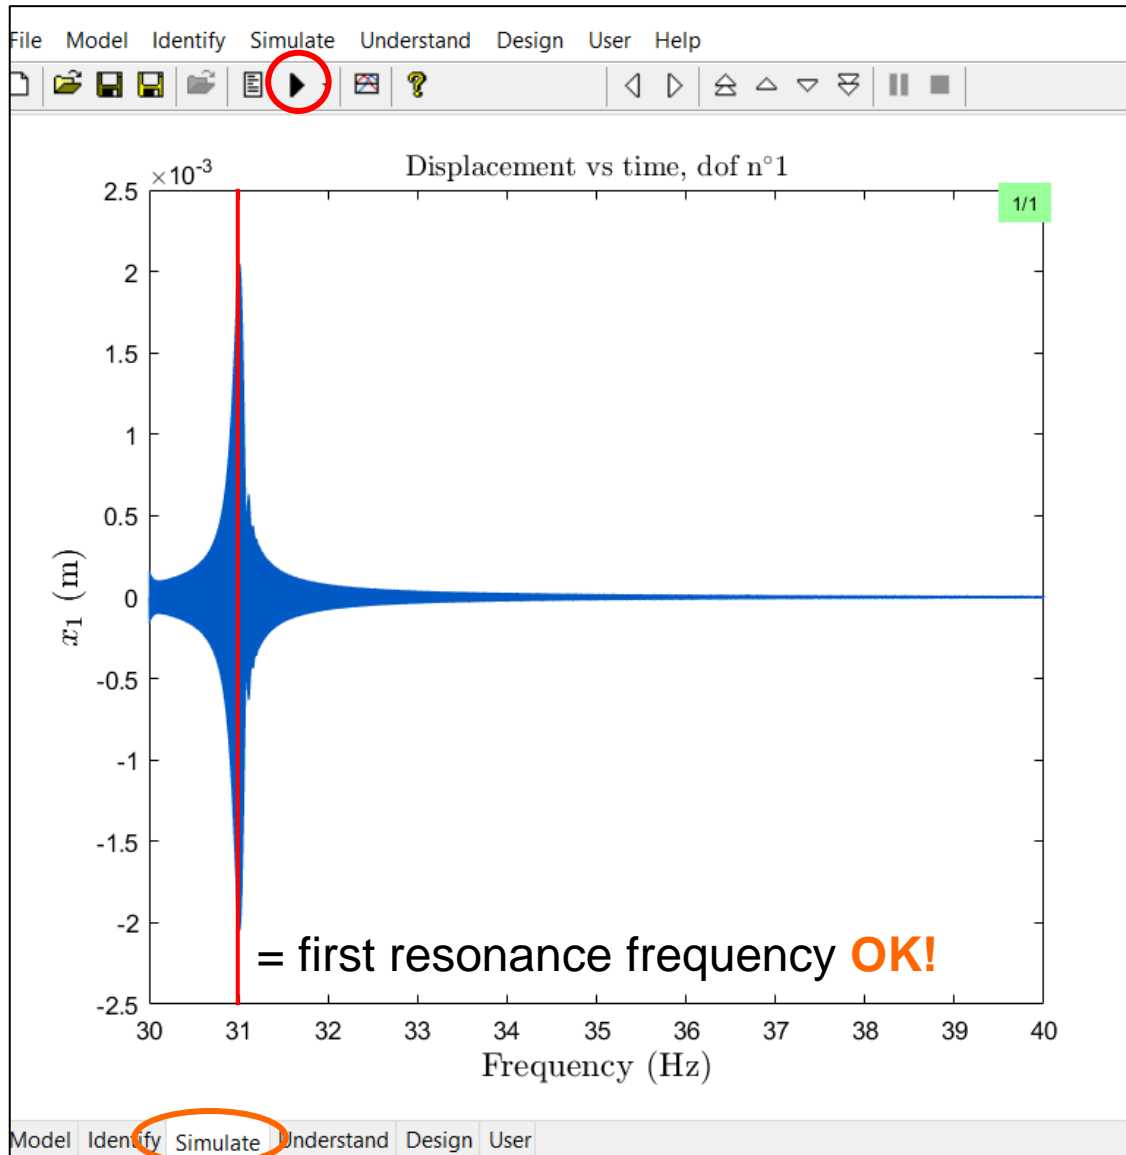 File Model Identify Simulate Understand Design User Help
Displacement vs time, dof n°1
×10-3
1/1
2.5
2
1.5
1
0.5
0
-0.5
-1
-1.5
-2
-2.5
x1 (m)
= first resonance frequency OK!
30 31 32 33 34 35 36 37 38 39 40
Frequency (Hz)
Model Identify Simulate Understand Design User